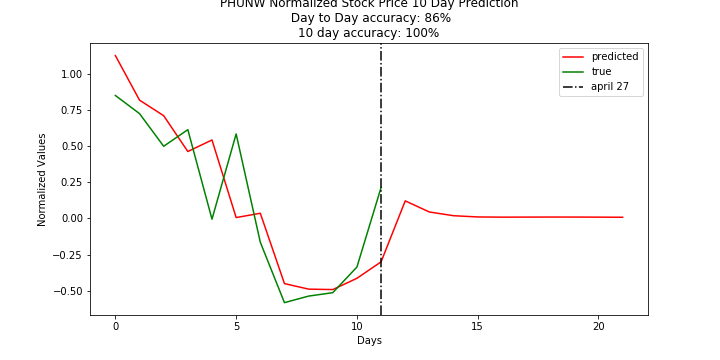 PHUNW Normalized Stock Price 10 Day Prediction
Day to Day accuracy: 86%
10 day accuracy: 100%
predicted
true
april 27
1.00
0.75
0.50
0.25
0.00
−0.25
−0.50
Normalized Values
0 5 10 15 20
Days